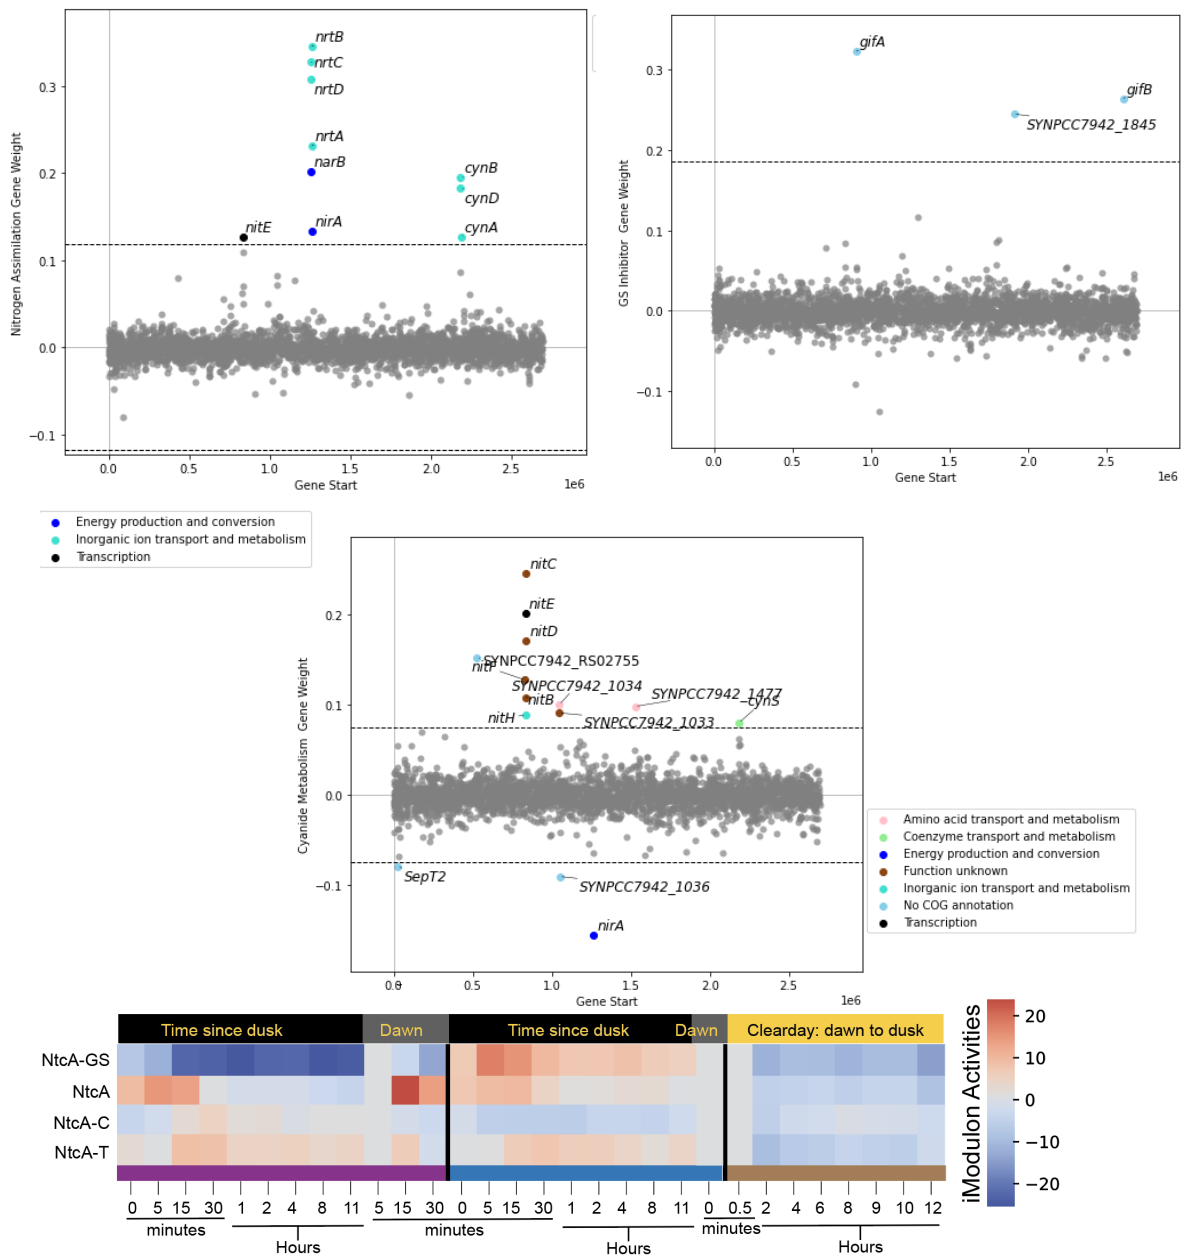 Nitrogen Assimilation Gene Weight
0.3
0.2
0.1
0.0
−0.1
nrtB
nrtC
nrtD
nrtA
narB
nirA
nitE
cynB
cynD
cynA
0.0 0.5 1.0 1.5 2.0 2.5
1e6
Gene Start
GS Inhibitor Gene Weight
0.3
0.2
0.1
0.0
−0.1
gifA
gifB
SYNPCC7942_1845
0.0 0.5 1.0 1.5 2.0 2.5
1e6
Gene Start
Energy production and conversion
Inorganic ion transport and metabolism
Transcription
Cyanide Metabolism Gene Weight
0.2
0.1
0.0
−0.1
nitC
nitE
nitD
SYNPCC7942_RS02755
nitF
SYNPCC7942_1034
nitB
SYNPCC7942_1477
cynS
nitH
SYNPCC7942_1033
SepT2
SYNPCC7942_1036
nirA
0.0 0.5 1.0 1.5 2.0 2.5
1e6
Gene Start
Amino acid transport and metabolism
Coenzyme transport and metabolism
Energy production and conversion
Function unknown
Inorganic ion transport and metabolism
No COG annotation
Transcription
Time since dusk Dawn Time since dusk Dawn Clearday: dawn to dusk
NtcA-GS
NtcA
NtcA-C
NtcA-T
0 5 15 30 1 2 4 8 11 5 15 30 0 5 15 30 1 2 4 8 11 0 0.5 2 4 6 8 9 10 12
minutes Hours minutes Hours minutes Hours
iModulon Activities
20
10
0
−10
−20